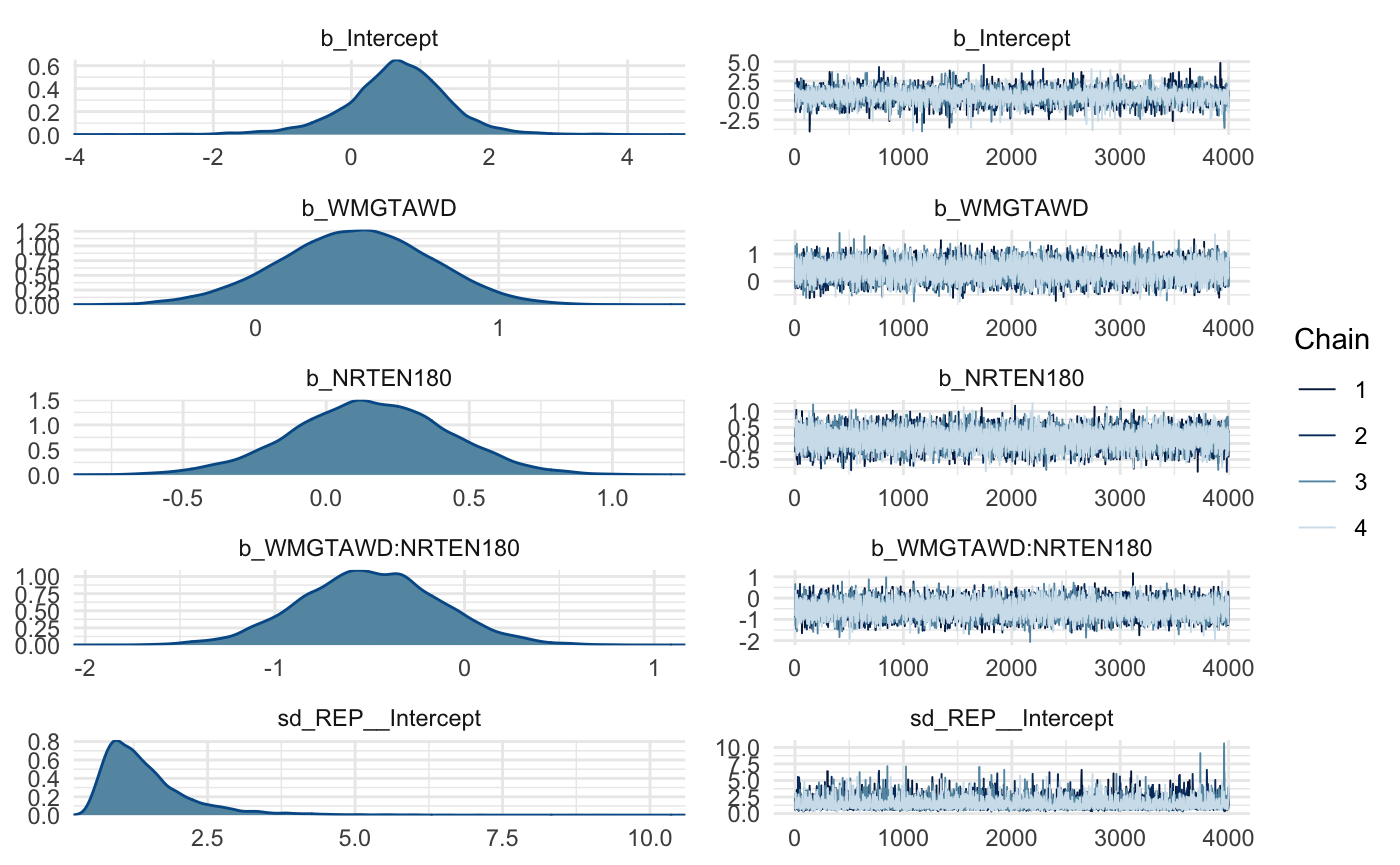 b_Intercept
0.6
0.4
0.2
0.0
-4 -2 0 2 4
b_Intercept
5.0
2.5
0.0
-2.5
0 1000 2000 3000 4000
b_WMGTAWD
1.25
1.00
0.75
0.50
0.25
0.00
0 1
b_WMGTAWD
1
0
0 1000 2000 3000 4000
b_NRTEN180
1.5
1.0
0.5
0.0
-0.5 0.0 0.5 1.0
b_NRTEN180
1.0
0.5
0.0
-0.5
0 1000 2000 3000 4000
b_WMGTAWD:NRTEN180
1.00
0.75
0.50
0.25
0.00
-2 -1 0 1
b_WMGTAWD:NRTEN180
1
0
-1
-2
0 1000 2000 3000 4000
sd_REP__Intercept
0.8
0.6
0.4
0.2
0.0
2.5 5.0 7.5 10.0
sd_REP__Intercept
10.0
7.5
5.0
2.5
0.0
0 1000 2000 3000 4000
Chain
1
2
3
4